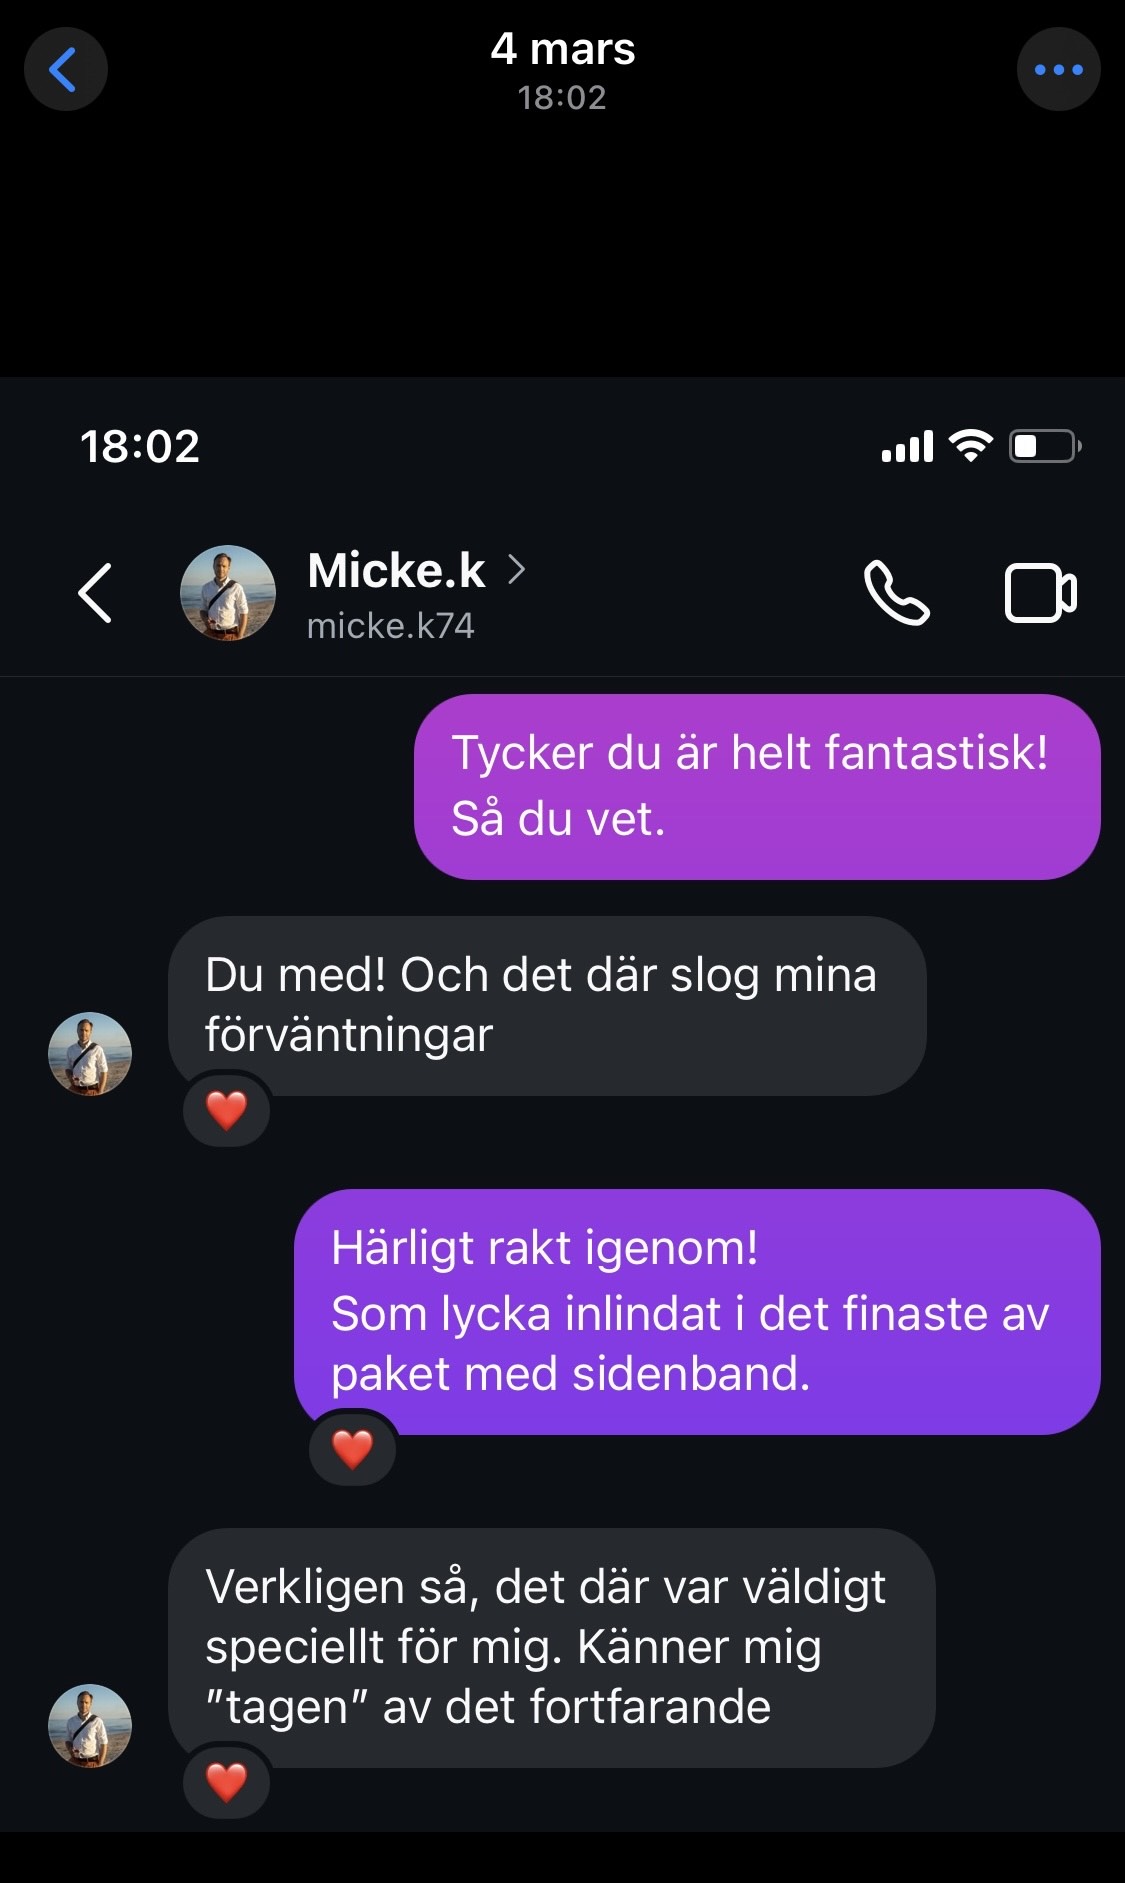 4 mars
18:02
18:02
Micke.k
micke.k74
Tycker du är helt fantastisk!
Så du vet.
Du med! Och det där slog mina
förväntningar
Härligt rakt igenom!
Som lycka inlindat i det finaste av
paket med sidenband.
Verkligen så, det där var väldigt
speciellt för mig. Känner mig
”tagen” av det fortfarande